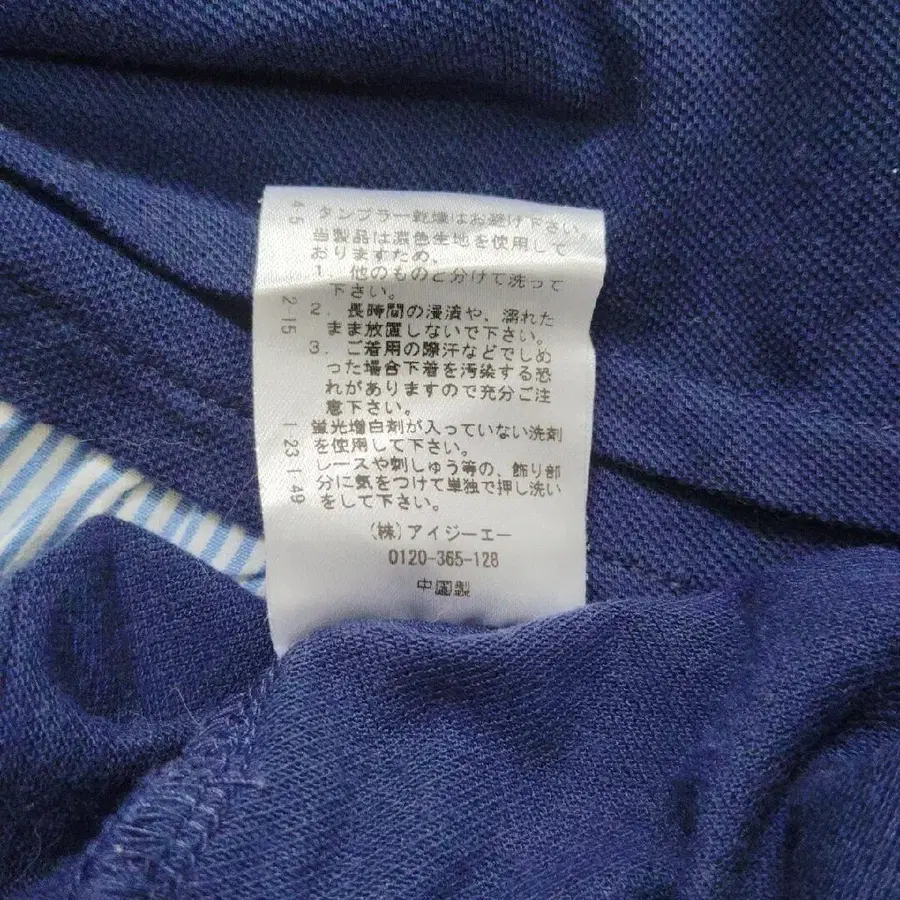 タンブラー乾燥はお避け下さい。
当製品は濃色生地を使用して
おりますため、
1. 他のものと分けて洗って
下さい。
2. 長時間の浸漬や、濡れた
まま放置しないで下さい。
3. ご着用の際汗などでしめ
った場合下着を汚染する恐
れがありますので充分ご注
意下さい。
蛍光増白剤が入っていない洗剤
を使用して下さい。
レースや刺しゅう等の、飾り部
分に気をつけて単独で押し洗い
をして下さい。
(株)アイジーエー
0120-365-128
中國製
45
2-15
1 23 1-49